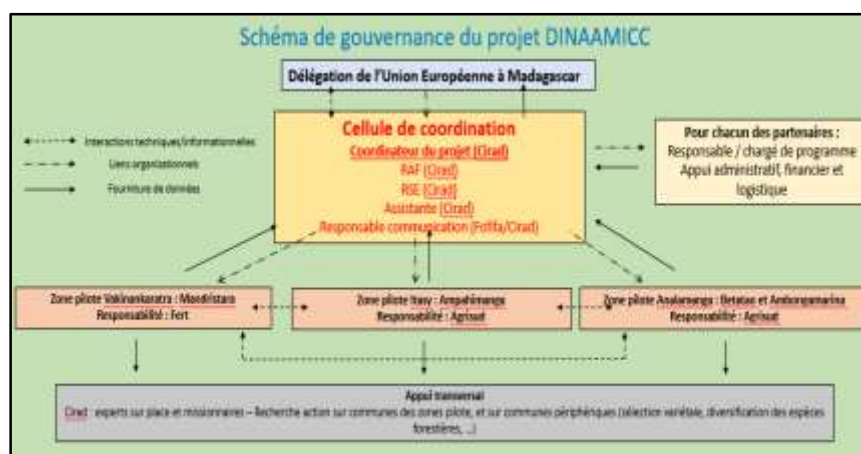 Schéma de gouvernance du projet DINAAMICC
Délégation de l'Union Européenne à Madagascar
Interactions techniques/informationnelles
Liens organisationnels
Fourniture de données
Cellule de coordination
Coordinateur du projet (Cirad)
RAF (Cirad)
RSE (Cirad)
Assistante (Cirad)
Responsable communication (Fofifa/Cirad)
Pour chacun des partenaires :
Responsable / chargé de programme
Appui administratif, financier et
logistique
Zone pilote Vakinankaratra : Mandritsara
Responsabilité : Fert
Zone pilote Itasy : Ampahimanga
Responsabilité : Agrisud
Zone pilote Analamanga : Betatao et Ambongamarina
Responsabilité : Agrisud
Appui transversal
Cirad : experts sur place et missionnaires – Recherche action sur communes des zones pilote, et sur communes périphériques (sélection variétale, diversification des espèces
forestières, ...)